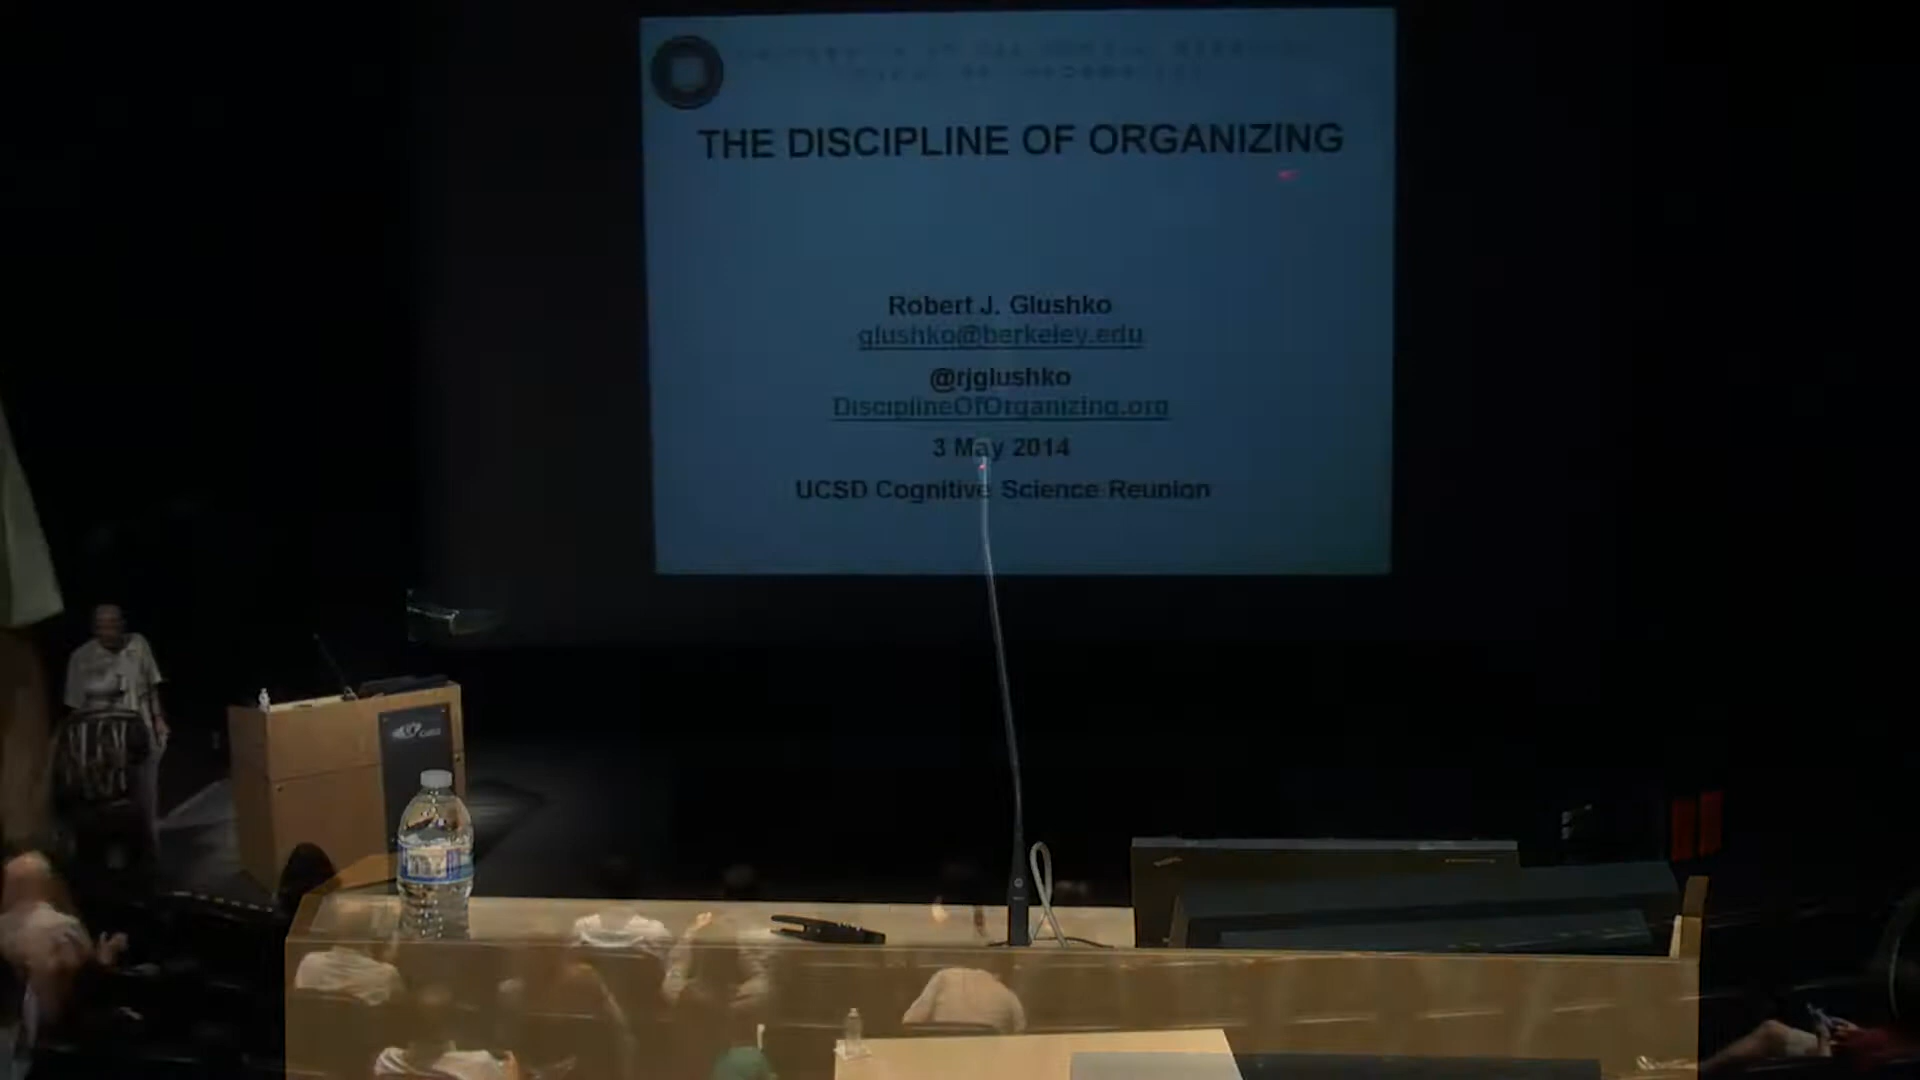 THE DISCIPLINE OF ORGANIZING
Robert J. Glushko
glushko@berkeley.edu
@rjglushko
DisciplineOfOrganizing.org
3 May 2014
UCSD Cognitive Science Reunion